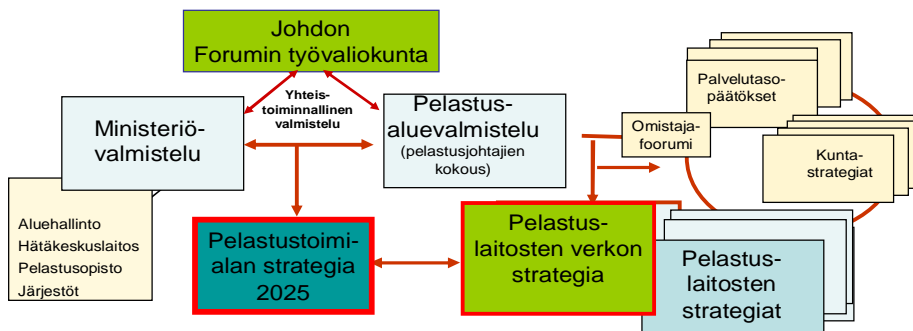 Johdon
Forumin työvaliokunta
Yhteis-
toiminnallinen
valmistelu
Ministeriö-
valmistelu
Pelastus-
aluevalmistelu
(pelastusjohtajien
kokous)
Omistaja-
foorumi
Palvelutaso-
päätökset
Kunta-
strategiat
Aluehallinto
Hätäkeskuslaitos
Pelastusopisto
Järjestöt
Pelastustoimi-
alan strategia
2025
Pelastus-
laitosten verkon
strategia
Pelastus-
laitosten
strategiat